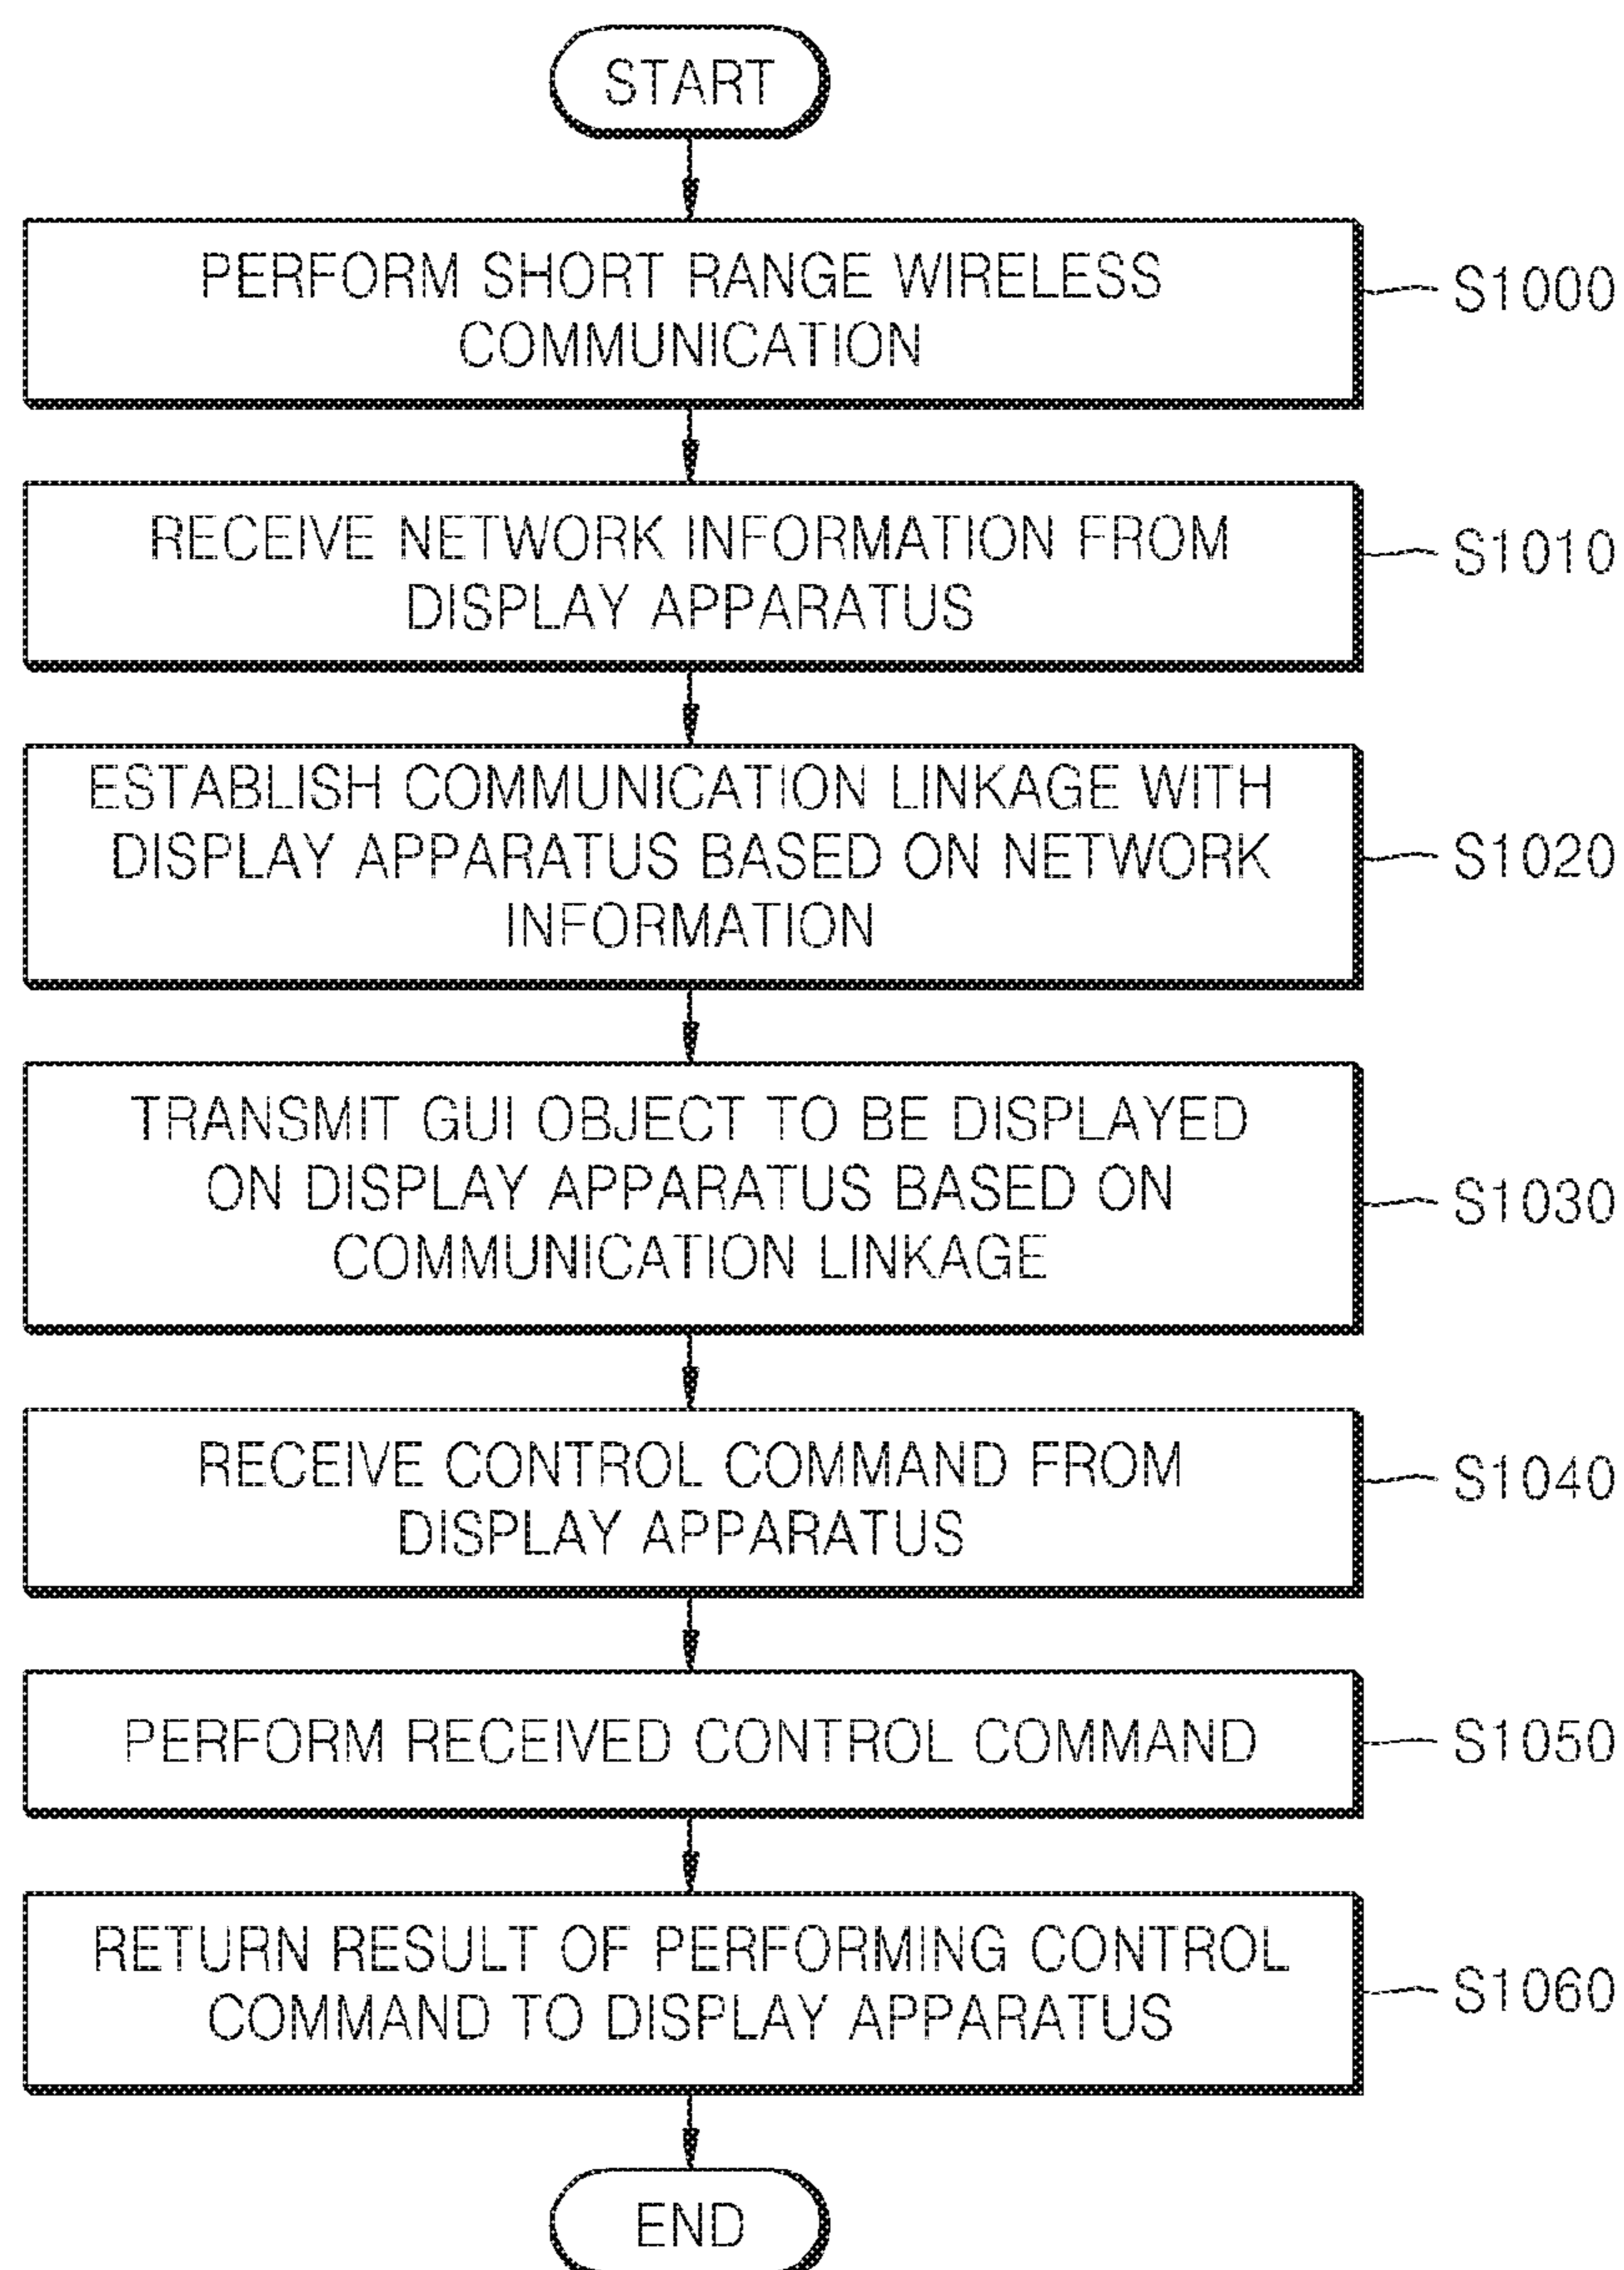 START
PERFORM SHORT RANGE WIRELESS
COMMUNICATION
S1000
RECEIVE NETWORK INFORMATION FROM
DISPLAY APPARATUS
S1010
ESTABLISH COMMUNICATION LINKAGE WITH
DISPLAY APPARATUS BASED ON NETWORK
INFORMATION
S1020
TRANSMIT GUI OBJECT TO BE DISPLAYED
ON DISPLAY APPARATUS BASED ON
COMMUNICATION LINKAGE
S1030
RECEIVE CONTROL COMMAND FROM
DISPLAY APPARATUS
S1040
PERFORM RECEIVED CONTROL COMMAND
S1050
RETURN RESULT OF PERFORMING CONTROL
COMMAND TO DISPLAY APPARATUS
S1060
END